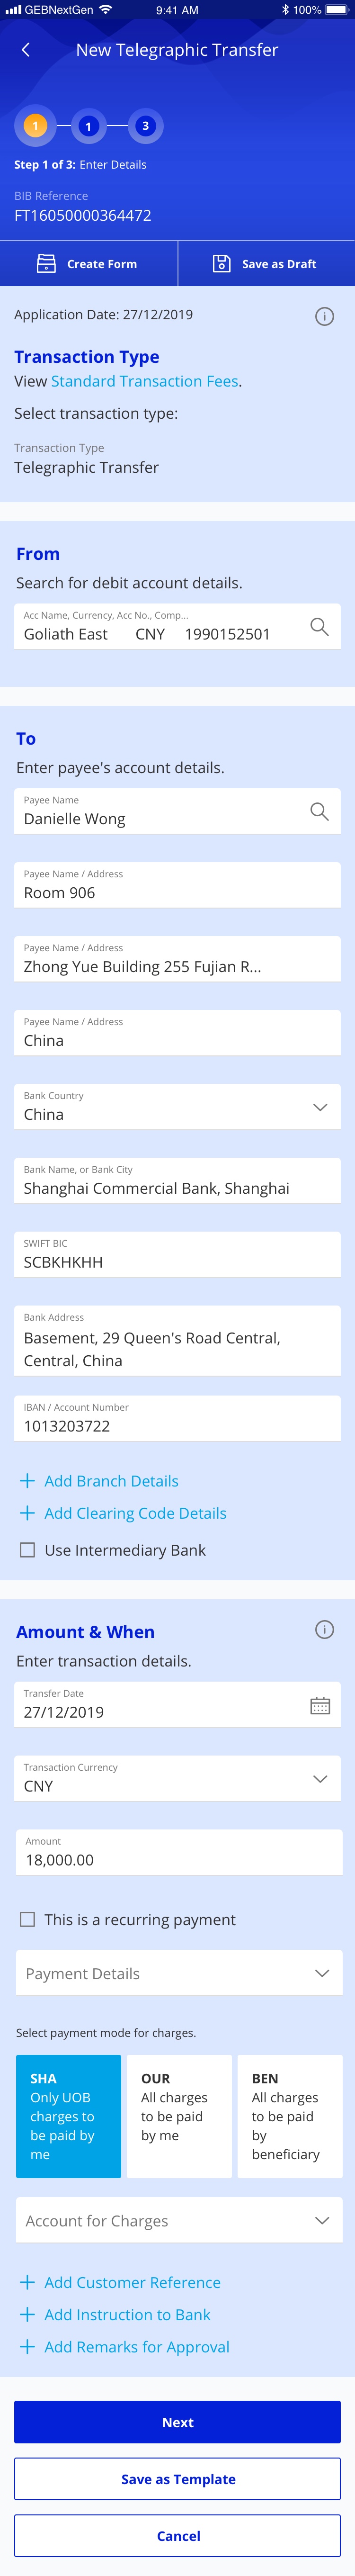 GEBNextGen 9:41 AM 100%
New Telegraphic Transfer
1 1 3
Step 1 of 3: Enter Details
BIB Reference
FT16050000364472
Create Form Save as Draft
Application Date: 27/12/2019
Transaction Type
View Standard Transaction Fees.
Select transaction type:
Transaction Type
Telegraphic Transfer
From
Search for debit account details.
Acc Name, Currency, Acc No., Comp...
Goliath East CNY 1990152501
To
Enter payee's account details.
Payee Name
Danielle Wong
Payee Name / Address
Room 906
Payee Name / Address
Zhong Yue Building 255 Fujian R...
Payee Name / Address
China
Bank Country
China
Bank Name, or Bank City
Shanghai Commercial Bank, Shanghai
SWIFT BIC
SCBKHKHH
Bank Address
Basement, 29 Queen's Road Central,
Central, China
IBAN / Account Number
1013203722
Add Branch Details
Add Clearing Code Details
Use Intermediary Bank
Amount & When
Enter transaction details.
Transfer Date
27/12/2019
Transaction Currency
CNY
Amount
18,000.00
This is a recurring payment
Payment Details
Select payment mode for charges.
SHA
Only UOB
charges to
be paid by
me
OUR
All charges
to be paid
by me
BEN
All charges
to be paid
by
beneficiary
Account for Charges
Add Customer Reference
Add Instruction to Bank
Add Remarks for Approval
Next
Save as Template
Cancel